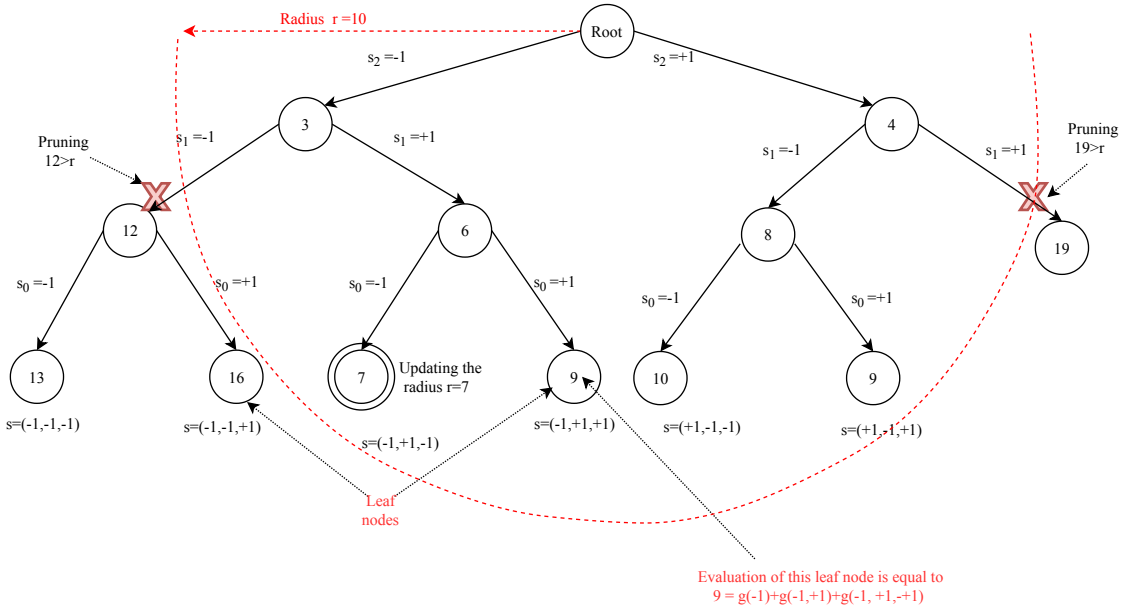 Radius r =10
Root
s2 =-1
s2 =+1
3
4
Pruning
12>r
s1 =-1
s1 =+1
s1 =-1
s1 =+1
Pruning
19>r
X
X
12
6
8
19
s0 =-1
s0 =+1
s0 =-1
s0 =+1
s0 =-1
s0 =+1
13
16
7
Updating the
radius r=7
9
10
9
s=(-1,-1,-1)
s=(-1,-1,+1)
s=(-1,+1,-1)
s=(-1,+1,+1)
s=(+1,-1,-1)
s=(+1,-1,+1)
Leaf
nodes
Evaluation of this leaf node is equal to
9 = g(-1)+g(-1,+1)+g(-1, +1,-+1)